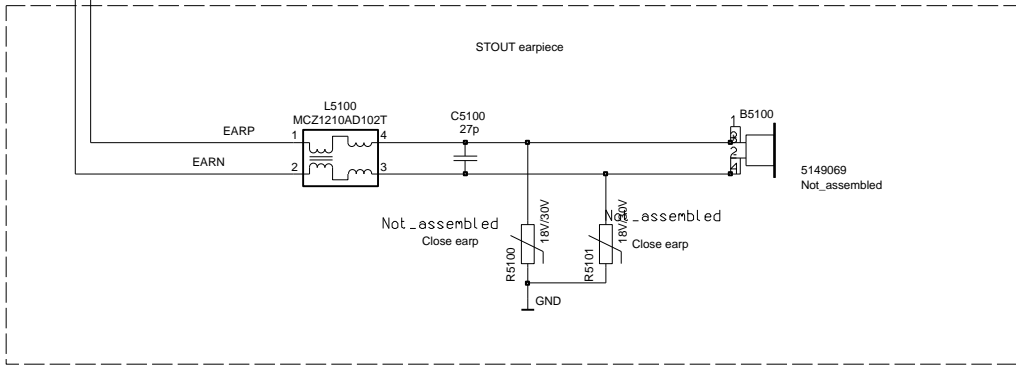 STOUT earpiece
L5100
MCZ1210AD102T
C5100
27p
B5100
EARP
1
4
1
3
EARN
2
3
2
4
5149069
Not_assembled
Not_assembled
Close earp
R5100
18V/30V
Not_assembled
Close earp
R5101
18V/30V
GND